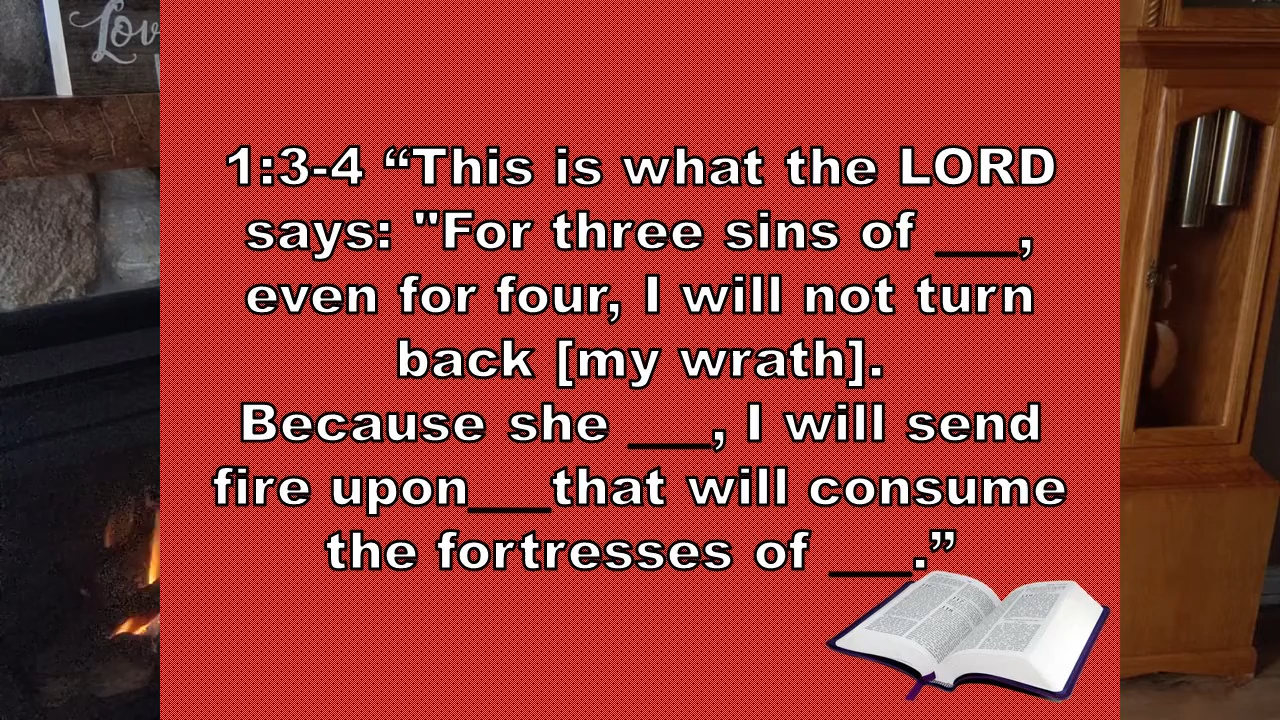 Lov
1:3-4 “This is what the LORD
says: "For three sins of ___,
even for four, I will not turn
back [my wrath].
Because she ___, I will send
fire upon___that will consume
the fortresses of ___.”